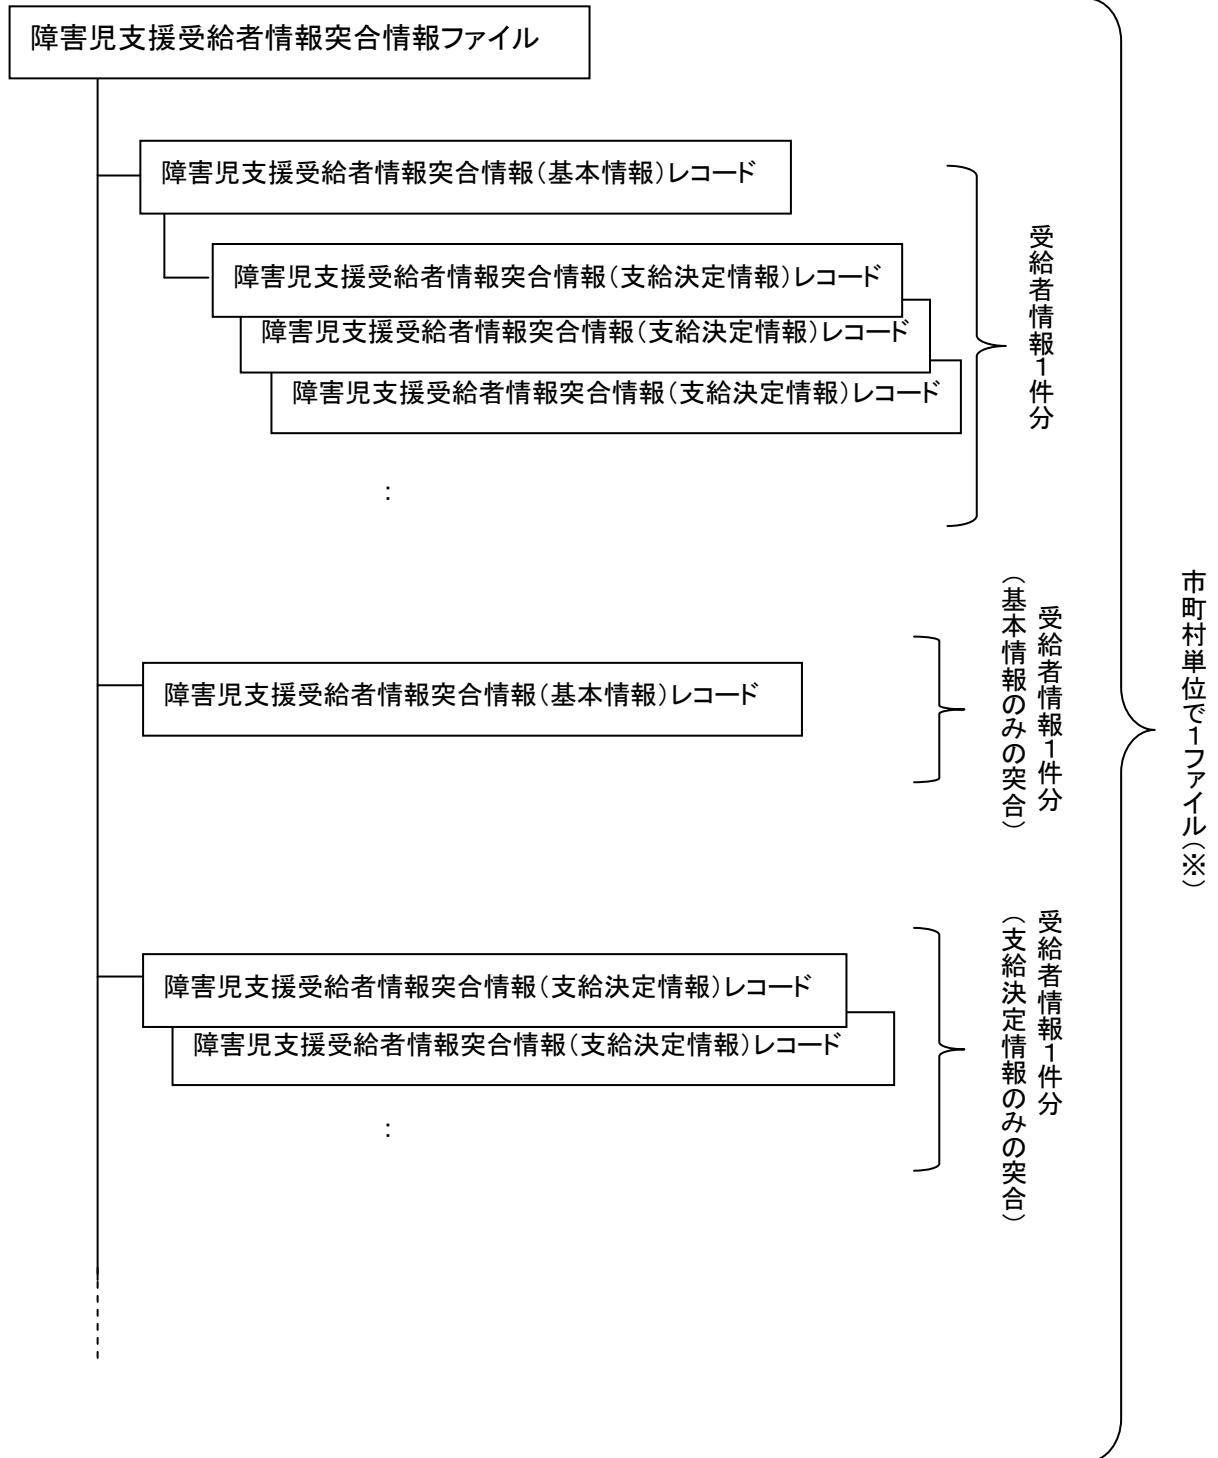 障害児支援受給者情報突合情報ファイル
障害児支援受給者情報突合情報（基本情報）レコード
障害児支援受給者情報突合情報（支給決定情報）レコード
障害児支援受給者情報突合情報（支給決定情報）レコード
障害児支援受給者情報突合情報（支給決定情報）レコード
：
受給者情報１件分
障害児支援受給者情報突合情報（基本情報）レコード
受給者情報１件分
（基本情報のみの突合）
障害児支援受給者情報突合情報（支給決定情報）レコード
障害児支援受給者情報突合情報（支給決定情報）レコード
：
受給者情報１件分
（支給決定情報のみの突合）
市町村単位で１ファイル（※）